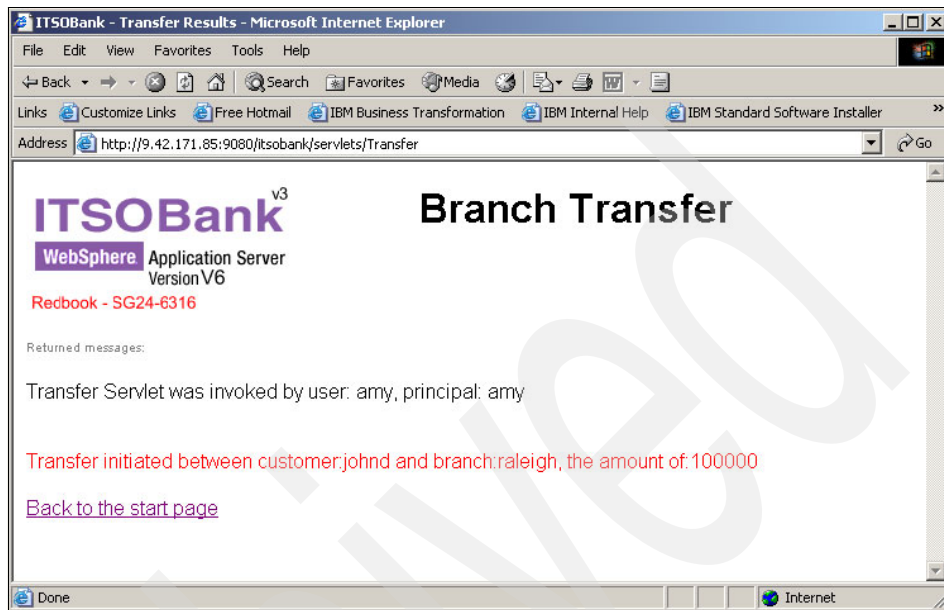 ITSOBank - Transfer Results - Microsoft Internet Explorer
File Edit View Favorites Tools Help
Back Search Favorites Media
Links Customize Links Free Hotmail IBM Business Transformation IBM Internal Help IBM Standard Software Installer »
Address http://9.42.171.85:9080/itsobank/servlets/Transfer Go
ITSOBank v3 Branch Transfer
WebSphere. Application Server
Version V6
Redbook - SG24-6316
Returned messages:
Transfer Servlet was invoked by user: amy, principal: amy
Transfer initiated between customer:johnd and branch:raleigh, the amount of:100000
Back to the start page
Done Internet